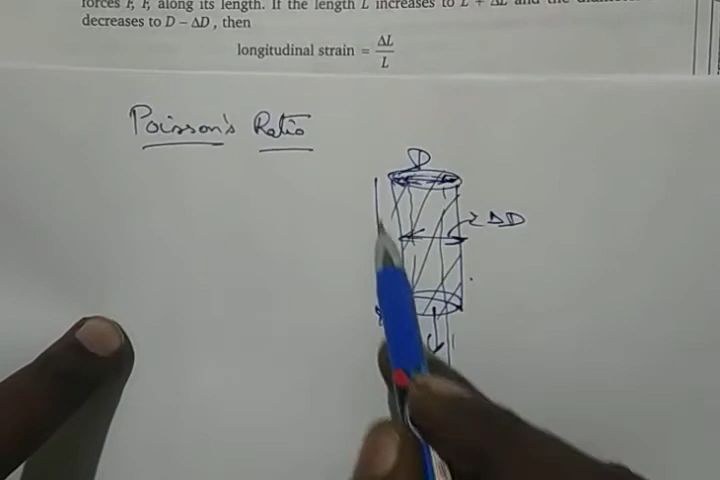 forces F, F, along its length. If the length L increases to L + ΔL and the
decreases to D – ΔD, then
longitudinal strain = ΔL/L
Poisson's Ratio
D
ΔD